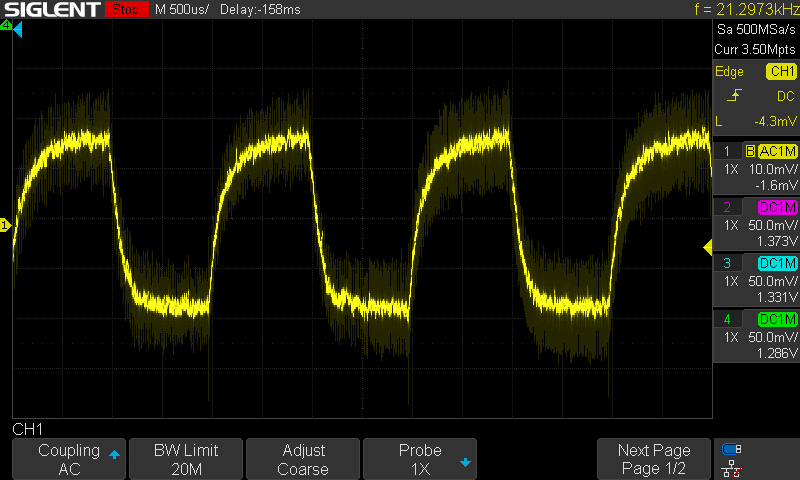 SIGLENT Stop M 500us/ Delay:-158ms f = 21.2973kHz
Sa 500MSa/s
Curr 3.50Mpts
Edge CH1
DC
L -4.3mV
1 B AC1M
1X 10.0mV/
-1.6mV
2 DC1M
1X 50.0mV/
1.373V
3 DC1M
1X 50.0mV/
1.331V
4 DC1M
1X 50.0mV/
1.286V
4
1
CH1
Coupling
AC
BW Limit
20M
Adjust
Coarse
Probe
1X
Next Page
Page 1/2